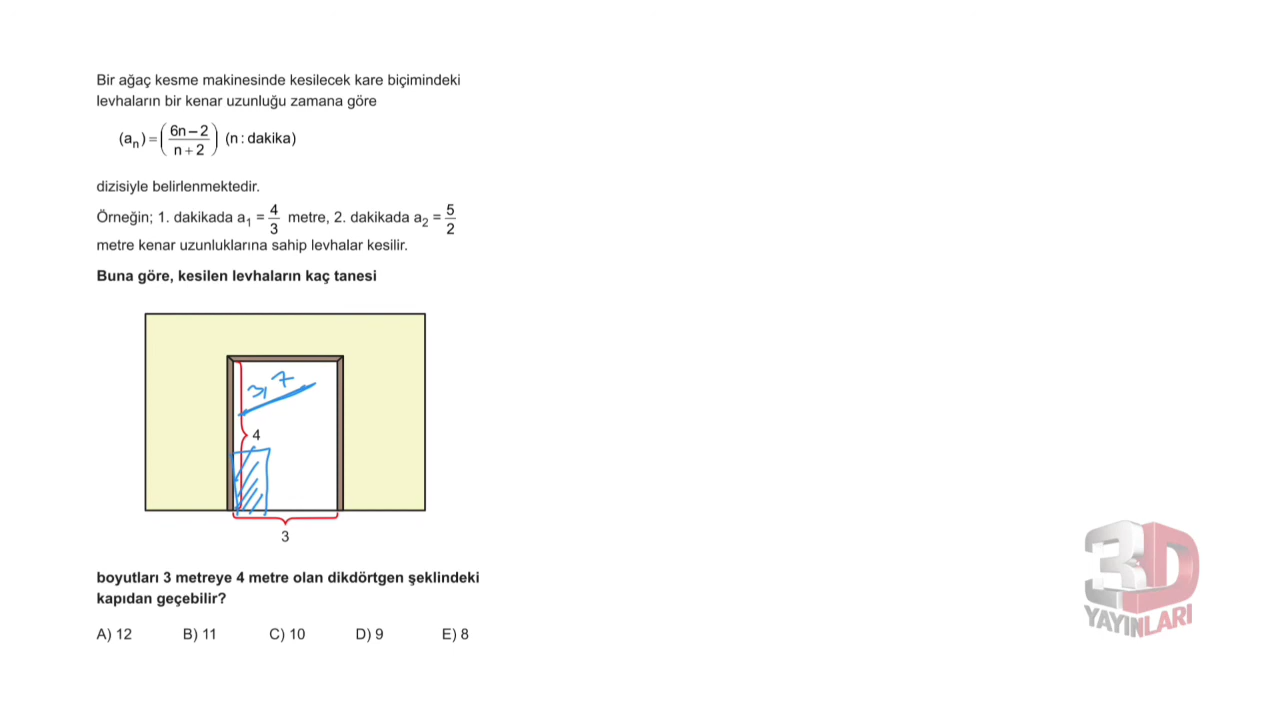 Bir ağaç kesme makinesinde kesilecek kare biçimindeki
levhaların bir kenar uzunluğu zamana göre
(aₙ) = ( (6n – 2) / (n + 2) ) (n : dakika)
dizisiyle belirlenmektedir.
Örneğin; 1. dakikada a₁ = 4/3 metre, 2. dakikada a₂ = 5/2
metre kenar uzunluklarına sahip levhalar kesilir.
Buna göre, kesilen levhaların kaç tanesi
3,7
4
3
boyutları 3 metreye 4 metre olan dikdörtgen şeklindeki
kapıdan geçebilir?
A) 12 B) 11 C) 10 D) 9 E) 8
3D
YAYINLARI